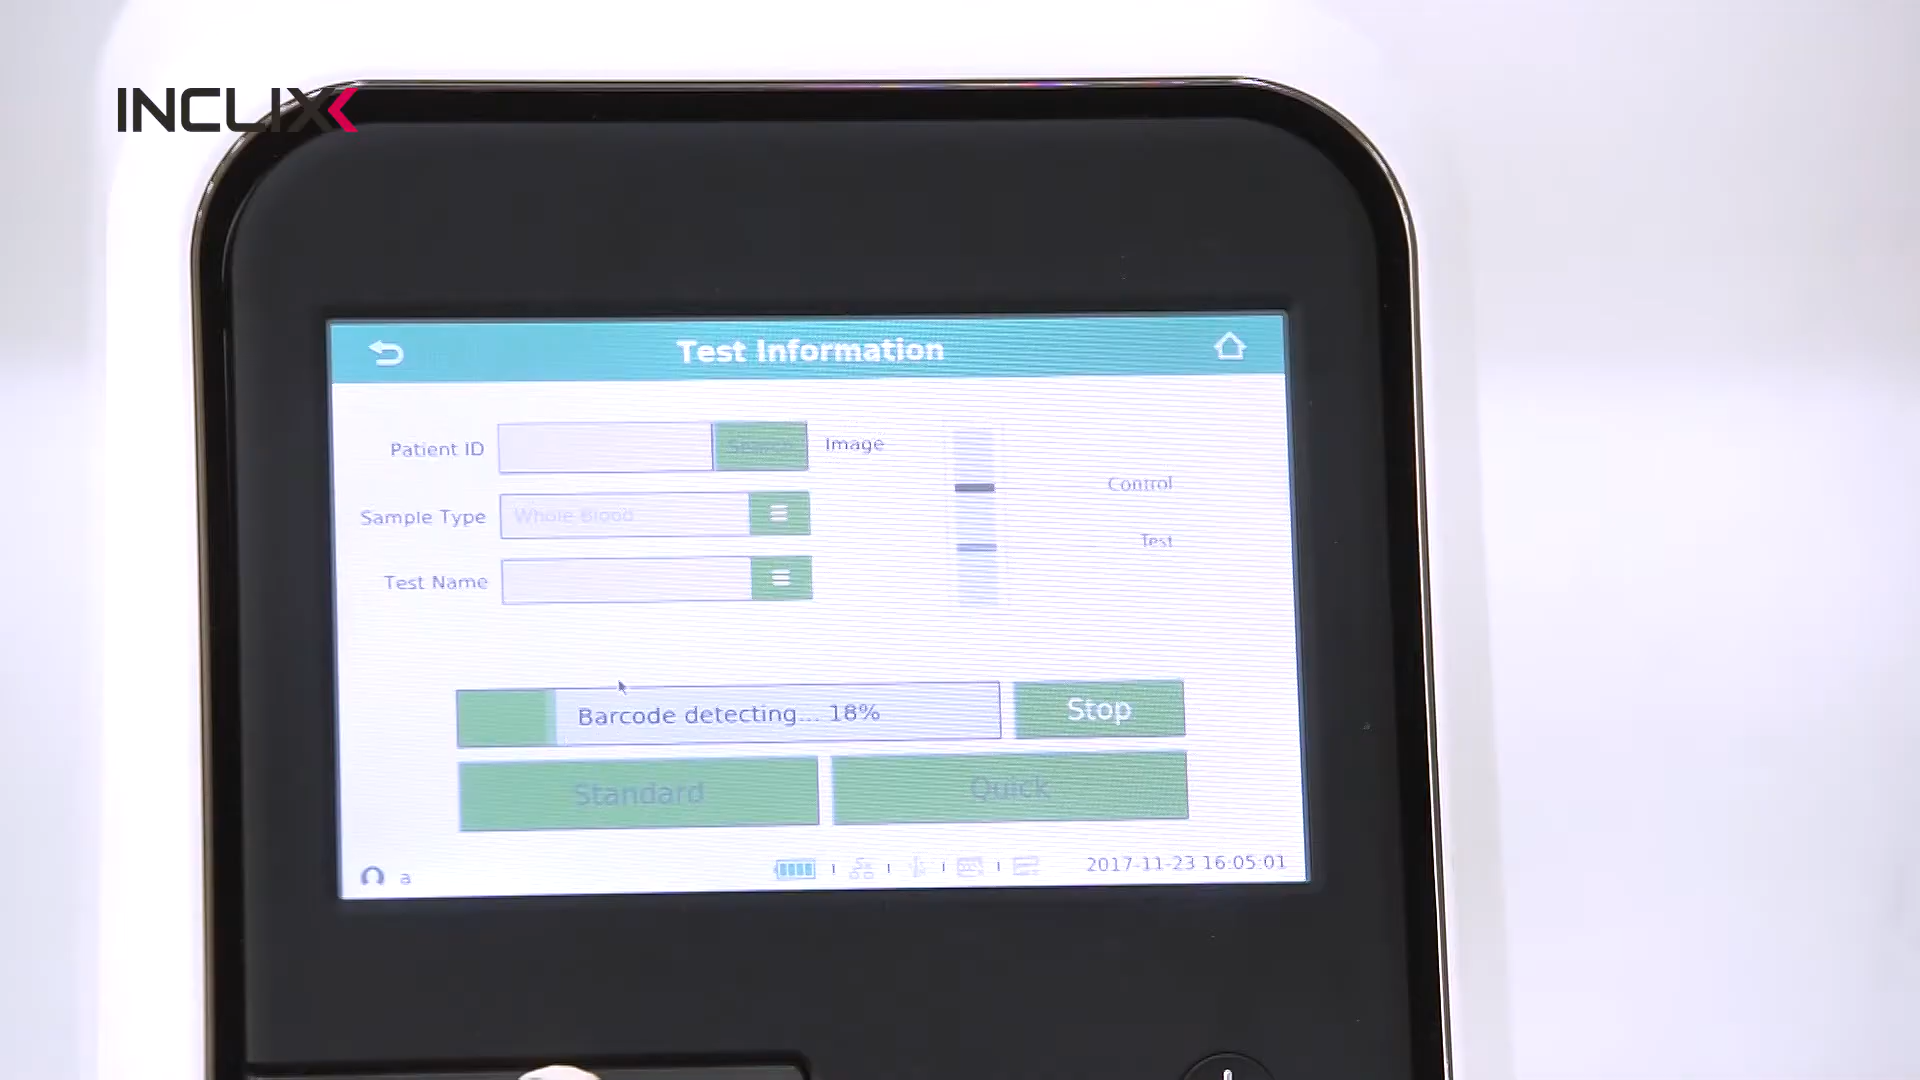 INCLIX
Test Information
Patient ID
Search
Image
Control
Sample Type
Whole Blood
Test
Test Name
Barcode detecting... 18%
Stop
Standard
Quick
a
2017-11-23 16:05:01